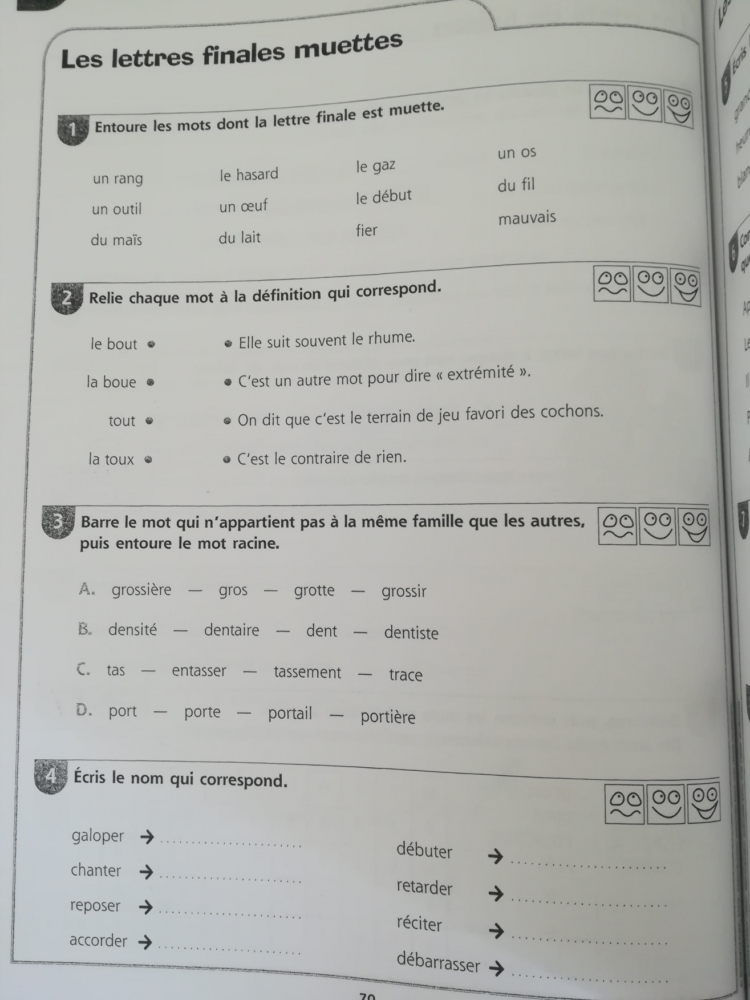 Les lettres finales muettes
1 Entoure les mots dont la lettre finale est muette.
un rang le hasard le gaz un os
un outil un œuf le début du fil
du maïs du lait fier mauvais
2 Relie chaque mot à la définition qui correspond.
le bout • • Elle suit souvent le rhume.
la boue • • C'est un autre mot pour dire « extrémité ».
tout • • On dit que c'est le terrain de jeu favori des cochons.
la toux • • C'est le contraire de rien.
3 Barre le mot qui n'appartient pas à la même famille que les autres,
puis entoure le mot racine.
A. grossière — gros — grotte — grossir
B. densité — dentaire — dent — dentiste
C. tas — entasser — tassement — trace
D. port — porte — portail — portière
4 Écris le nom qui correspond.
galoper → ........................ débuter → ........................
chanter → ........................ retarder → ........................
reposer → ........................ réciter → ........................
accorder → ........................ débarrasser → ........................
70
5 Écris
6